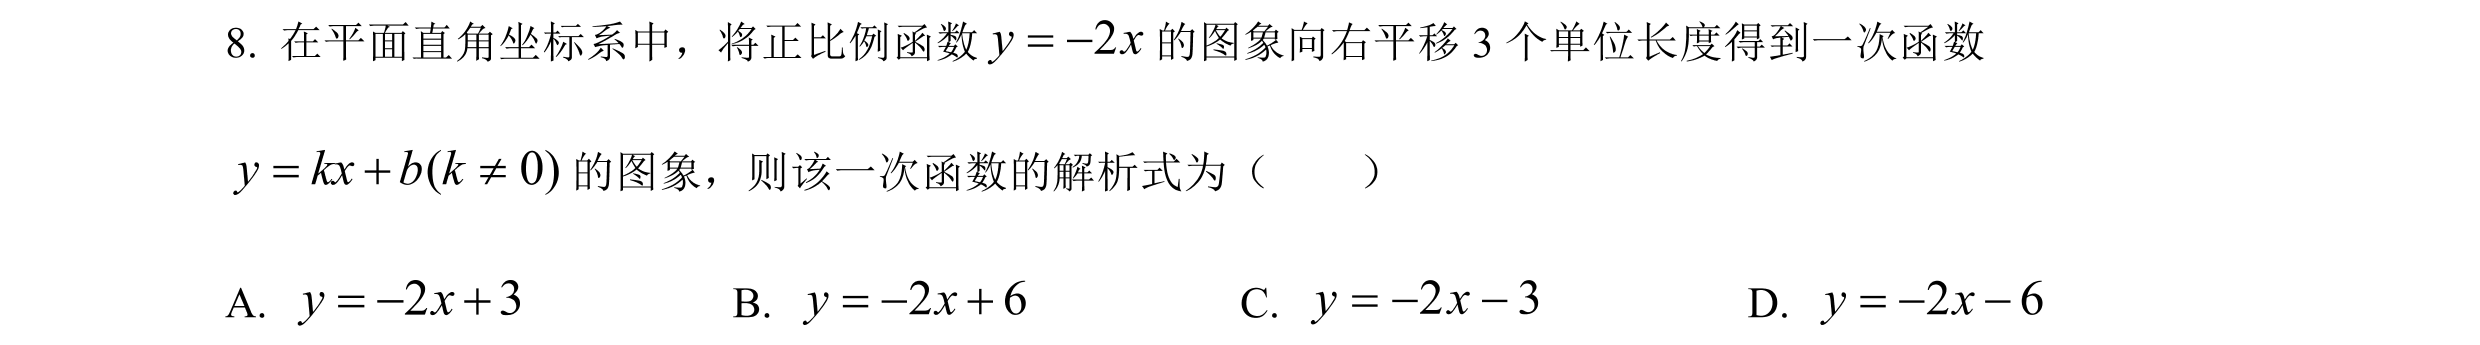 8. 在平面直角坐标系中，将正比例函数 y = −2x 的图象向右平移 3 个单位长度得到一次函数
y = kx + b(k ≠ 0) 的图象，则该一次函数的解析式为（　　）
A. y = −2x + 3　B. y = −2x + 6　C. y = −2x − 3　D. y = −2x − 6